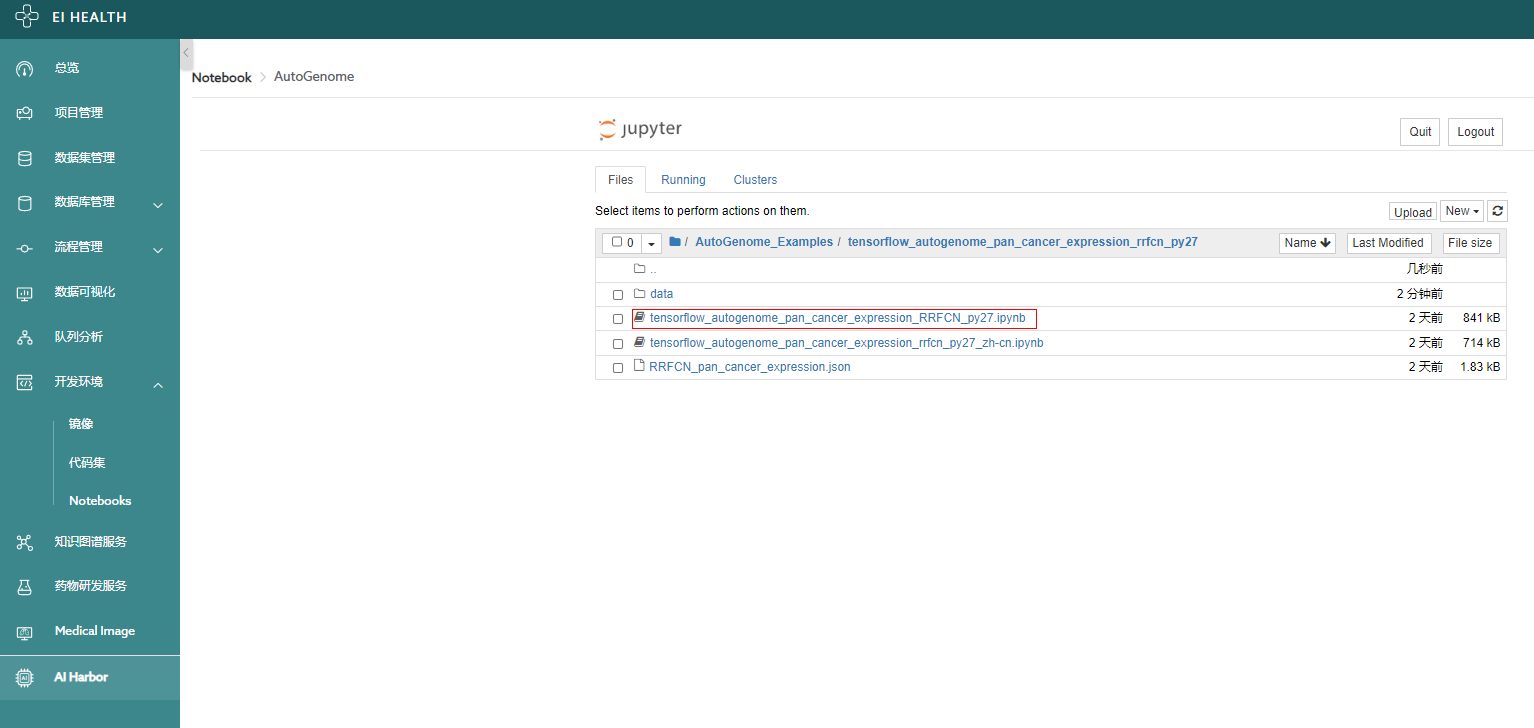 EI HEALTH
总览
项目管理
数据集管理
数据库管理
流程管理
数据可视化
队列分析
开发环境
镜像
代码集
Notebooks
知识图谱服务
药物研发服务
Medical Image
AI Harbor
Notebook > AutoGenome
jupyter
Quit Logout
Files Running Clusters
Select items to perform actions on them.
Upload New
0 / AutoGenome_Examples / tensorflow_autogenome_pan_cancer_expression_rrfcn_py27 Name Last Modified File size
.. 几秒前
data 2 分钟前
tensorflow_autogenome_pan_cancer_expression_RRFCN_py27.ipynb 2 天前 841 kB
tensorflow_autogenome_pan_cancer_expression_rrfcn_py27_zh-cn.ipynb 2 天前 714 kB
RRFCN_pan_cancer_expression.json 2 天前 1.83 kB